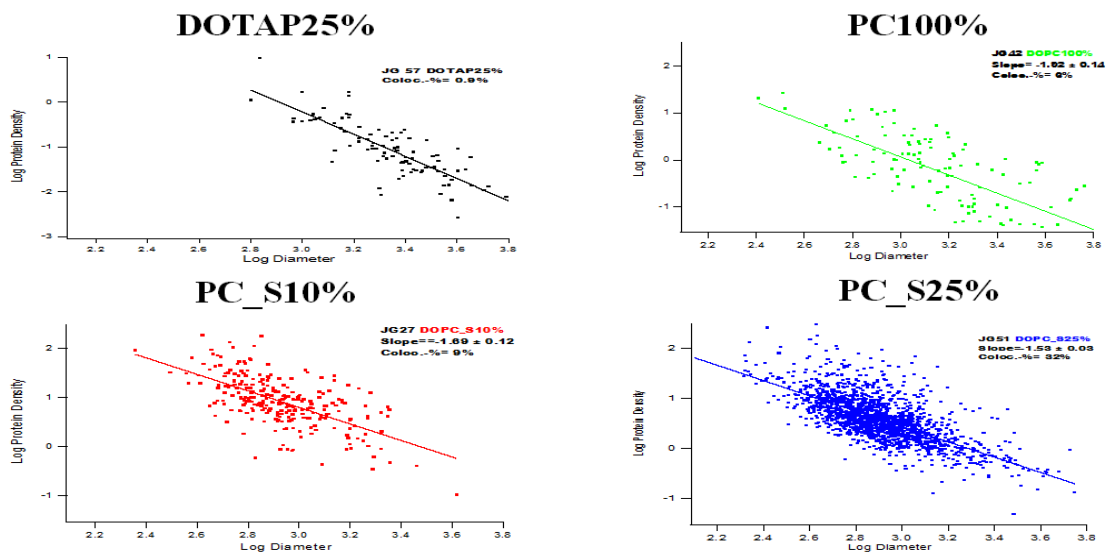 DOTAP25%
PC100%
JG 57 DOTAP25%
Coloc.-%= 0.9%
JG42 DOPC100%
Slope= -1.92 ± 0.14
Coloc.-%= 6%
Log Protein Density
1
0
-1
-2
-3
2.2 2.4 2.6 2.8 3.0 3.2 3.4 3.6 3.8
Log Diameter
Log Protein Density
2
1
0
-1
2.2 2.4 2.6 2.8 3.0 3.2 3.4 3.6 3.8
Log Diameter
PC_S10%
PC_S25%
JG27 DOPC_S10%
Slope==-1.69 ± 0.12
Coloc.-%= 9%
JG51 DOPC_S25%
Slope=-1.53 ± 0.03
Coloc.-%= 32%
Log Protein Density
2
1
0
-1
2.2 2.4 2.6 2.8 3.0 3.2 3.4 3.6 3.8
Log Diameter
Log Protein Density
2
1
0
-1
2.2 2.4 2.6 2.8 3.0 3.2 3.4 3.6 3.8
Log Diameter